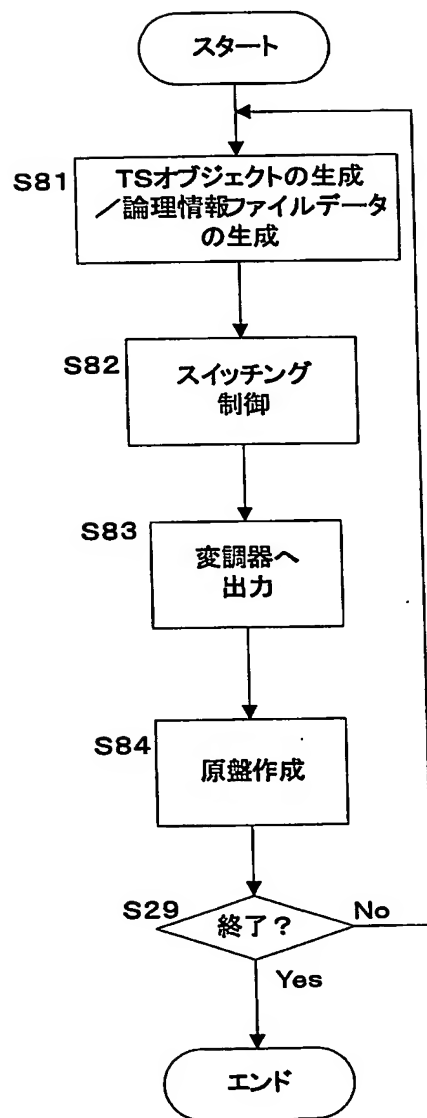 スタート
S81
TSオブジェクトの生成
／論理情報ファイルデータ
の生成
S82
スイッチング
制御
S83
変調器へ
出力
S84
原盤作成
S29
終了？
No
Yes
エンド